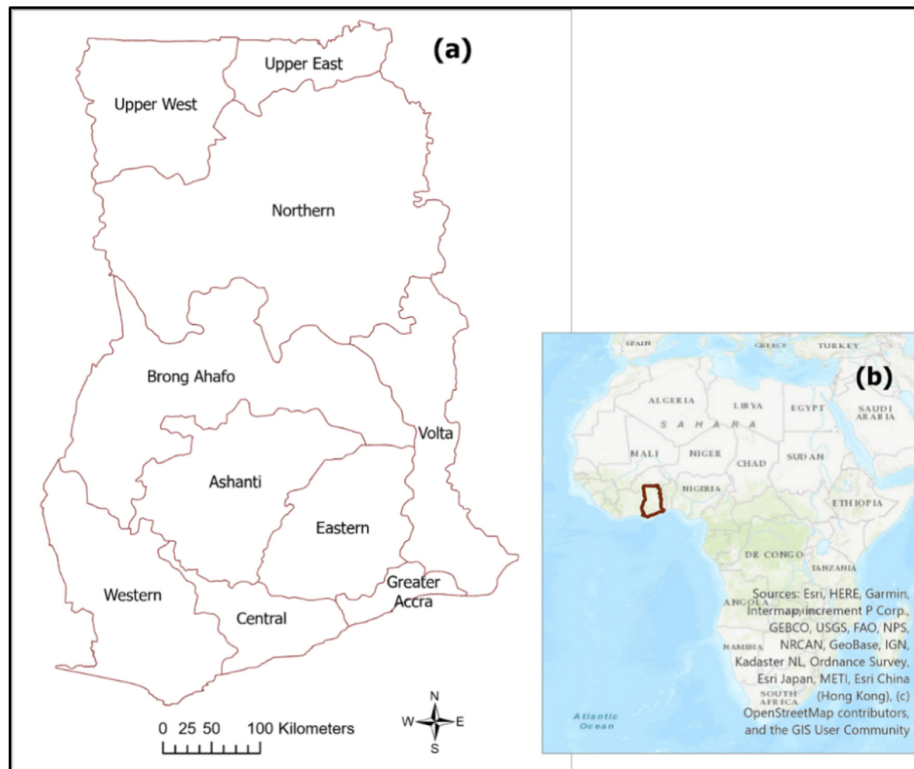 (a)
Upper East
Upper West
Northern
Brong Ahafo
Volta
Ashanti
Eastern
Greater
Accra
Western
Central
0 25 50 100 Kilometers
N
W E
S
(b)
SPAIN
GREECE
TURKEY
ALGERIA
LIBYA
EGYPT
SAUDI
ARABIA
SAHARA
MALI
NIGER
CHAD
SUDAN
NIGERIA
ETHIOPIA
DR CONGO
TANZANIA
ANGOLA
NAMIBIA
SOUTH
AFRICA
Atlantic
Ocean
Sources: Esri, HERE, Garmin,
Intermap, increment P Corp.,
GEBCO, USGS, FAO, NPS,
NRCAN, GeoBase, IGN,
Kadaster NL, Ordnance Survey,
Esri Japan, METI, Esri China
(Hong Kong), (c)
OpenStreetMap contributors,
and the GIS User Community